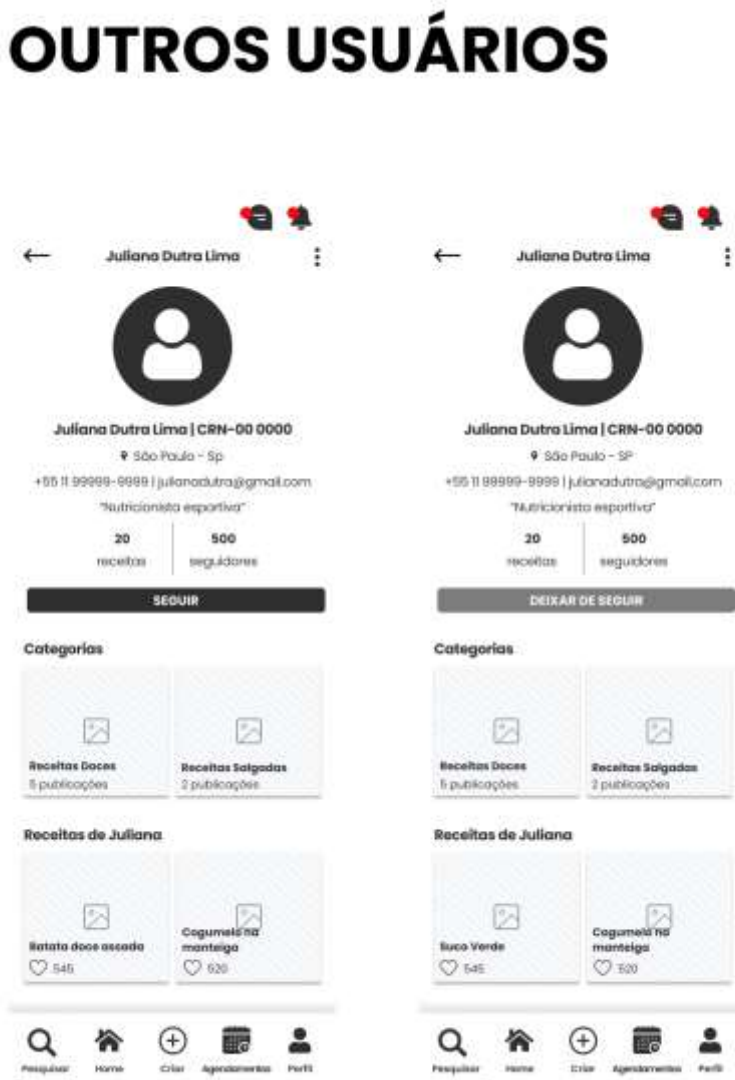 OUTROS USUÁRIOS
Juliana Dutra Lima
Juliana Dutra Lima | CRN-00 0000
São Paulo - Sp
+55 11 99999-9999 | julianadutra@gmail.com
"Nutricionista esportiva"
20
500
receitas
seguidores
SEGUIR
Categorias
Receitas Doces
5 publicações
Receitas Salgadas
2 publicações
Receitas de Juliana
Batata doce assada
545
Cogumelo na
manteiga
520
Pesquisar
Home
Criar
Agendamentos
Perfil
Juliana Dutra Lima
Juliana Dutra Lima | CRN-00 0000
São Paulo - SP
+55 11 99999-9999 | julianadutra@gmail.com
"Nutricionista esportiva"
20
500
receitas
seguidores
DEIXAR DE SEGUIR
Categorias
Receitas Doces
5 publicações
Receitas Salgadas
2 publicações
Receitas de Juliana
Suco Verde
545
Cogumelo na
manteiga
520
Pesquisar
Home
Criar
Agendamentos
Perfil